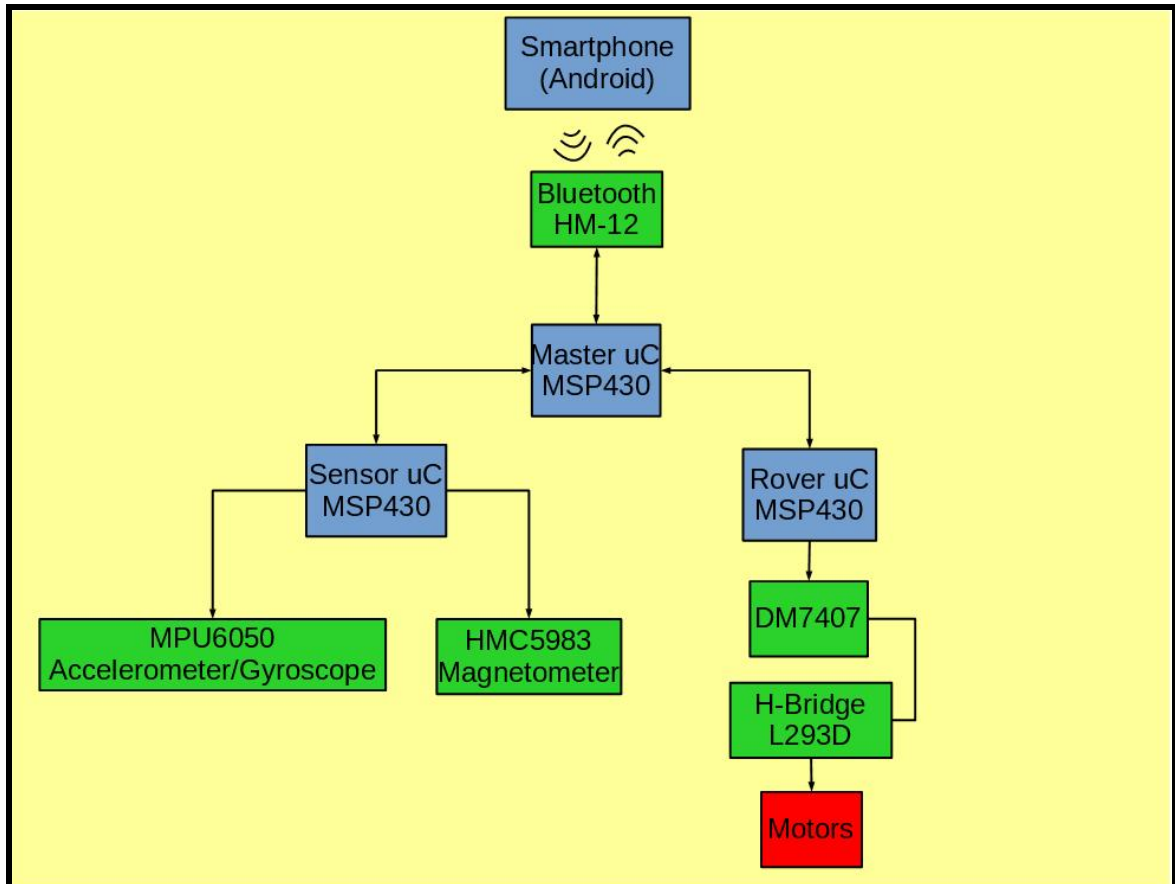 Smartphone
(Android)
Bluetooth
HM-12
Master uC
MSP430
Sensor uC
MSP430
Rover uC
MSP430
DM7407
MPU6050
Accelerometer/Gyroscope
HMC5983
Magnetometer
H-Bridge
L293D
Motors